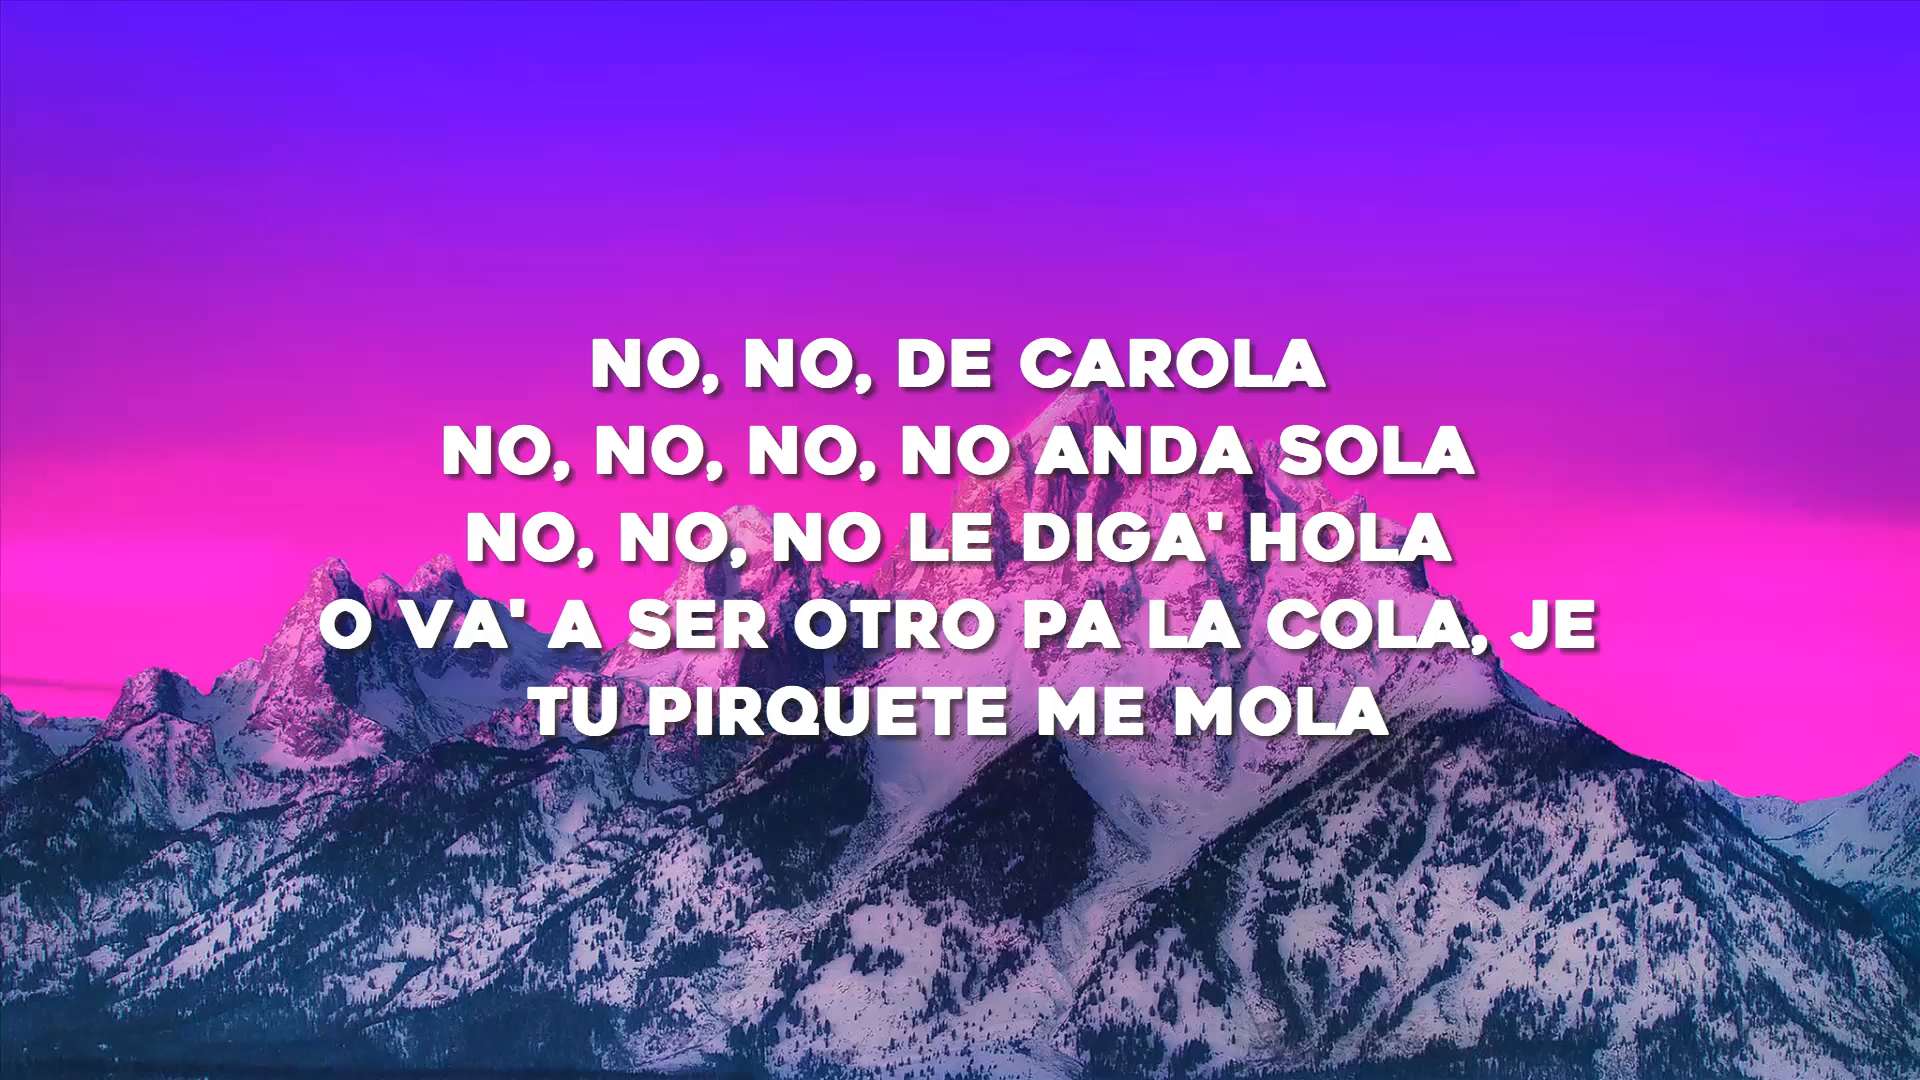 NO, NO, DE CAROLA
NO, NO, NO, NO ANDA SOLA
NO, NO, NO LE DIGA' HOLA
O VA' A SER OTRO PA LA COLA, JE
TU PIRQUETE ME MOLA